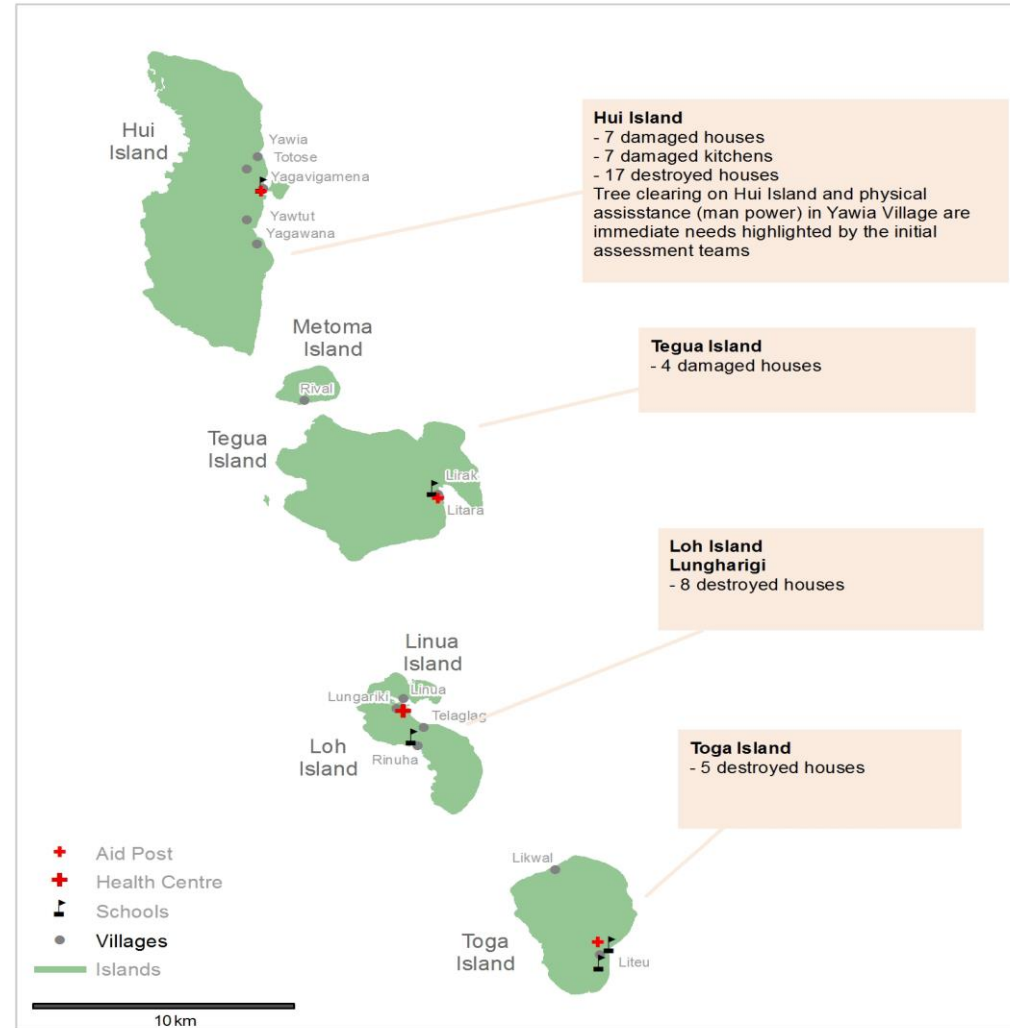 Hui
Island
Yawia
Totose
Yagavigamena
Yawtut
Yagawana
Hui Island
- 7 damaged houses
- 7 damaged kitchens
- 17 destroyed houses
Tree clearing on Hui Island and physical
assisstance (man power) in Yawia Village are
immediate needs highlighted by the initial
assessment teams
Metoma
Island
Rival
Tegua Island
- 4 damaged houses
Tegua
Island
Lirak
Litara
Loh Island
Lungharigi
- 8 destroyed houses
Linua
Island
Lungariki
Linua
Telaglag
Loh
Island
Rinuha
Toga Island
- 5 destroyed houses
Likwal
Toga
Island
Liteu
Aid Post
Health Centre
Schools
Villages
Islands
10 km